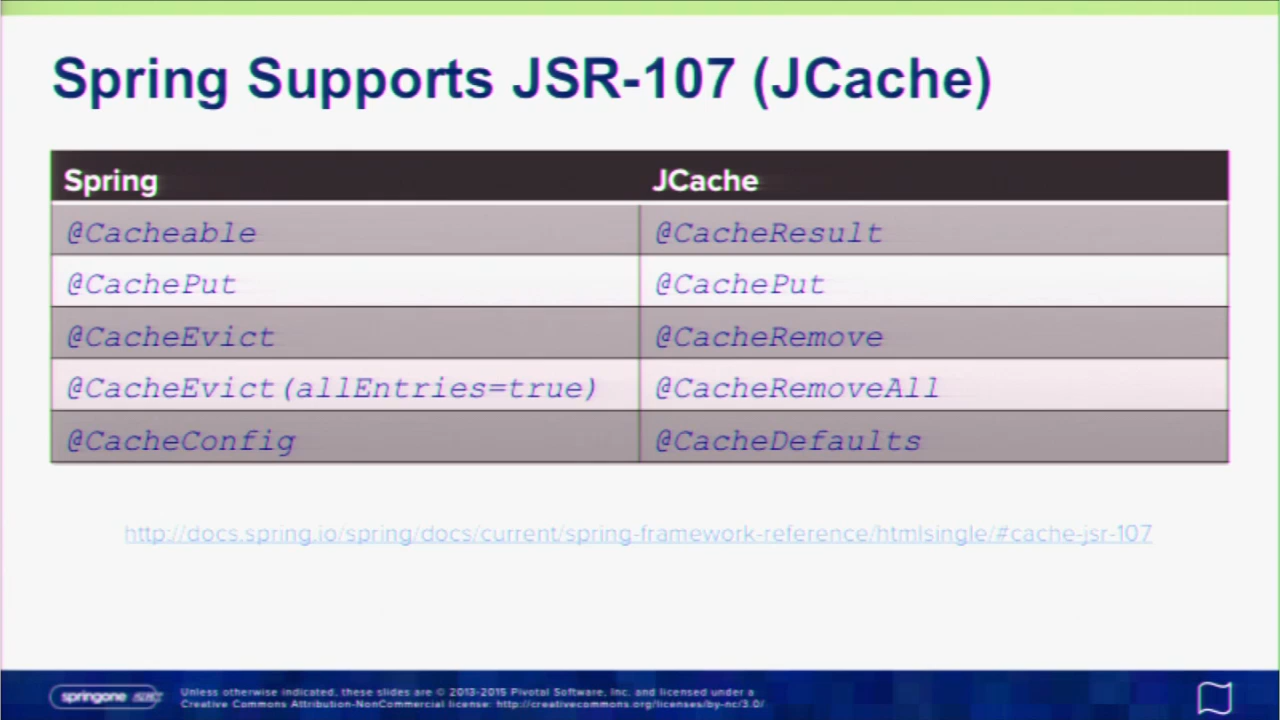 Spring Supports JSR-107 (JCache)
Spring JCache
@Cacheable @CacheResult
@CachePut @CachePut
@CacheEvict @CacheRemove
@CacheEvict(allEntries=true) @CacheRemoveAll
@CacheConfig @CacheDefaults
http://docs.spring.io/spring/docs/current/spring-framework-reference/htmlsingle/#cache-jsr-107
springone
Unless otherwise indicated, these slides are © 2013-2015 Pivotal Software, Inc. and licensed under a
Creative Commons Attribution-NonCommercial license: http://creativecommons.org/licenses/by-nc/3.0/